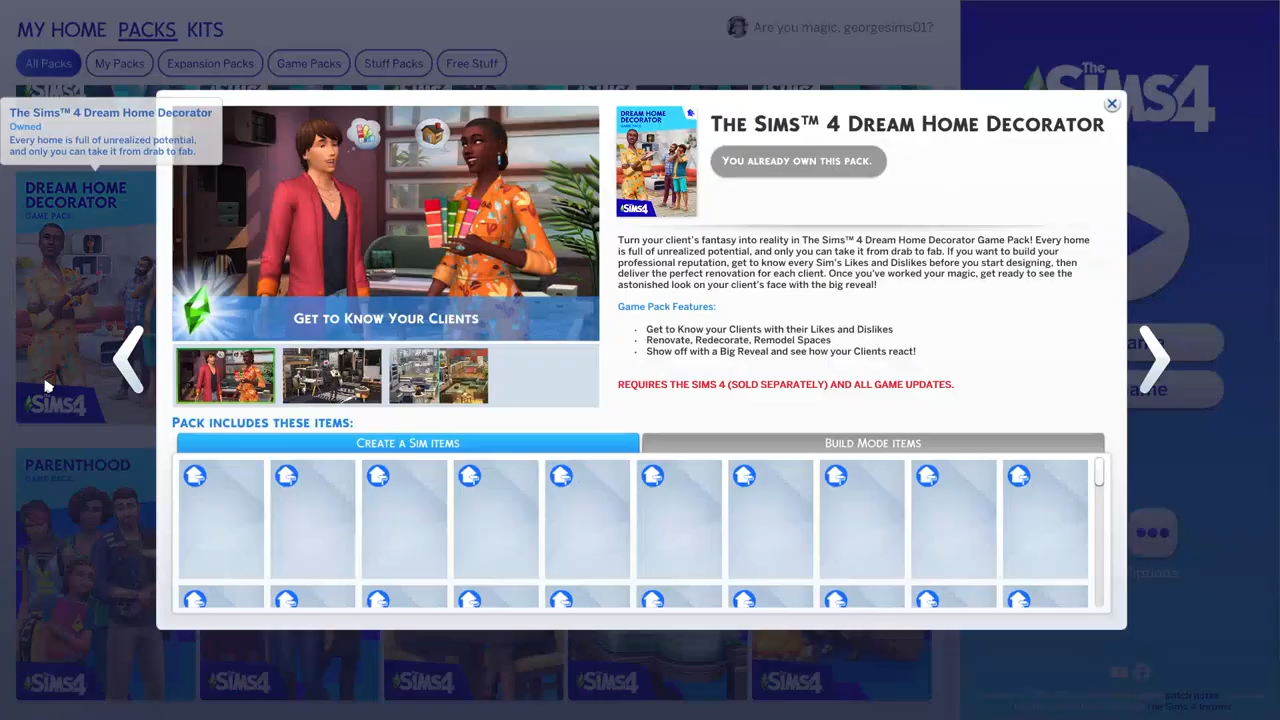 MY HOME PACKS KITS
Are you magic, georgesims01?
All Packs
My Packs
Expansion Packs
Game Packs
Stuff Packs
Free Stuff
The Sims™ 4 Dream Home Decorator
Owned
Every home is full of unrealized potential,
and only you can take it from drab to fab.
DREAM HOME
DECORATOR
GAME PACK
SIMS4
PARENTHOOD
GAME PACK
SIMS4
SIMS4
SIMS4
SIMS4
SIMS4
The SIMS4
GET TO KNOW YOUR CLIENTS
DREAM HOME
DECORATOR
GAME PACK
SIMS4
THE SIMS™ 4 DREAM HOME DECORATOR
YOU ALREADY OWN THIS PACK.
Turn your client's fantasy into reality in The Sims™ 4 Dream Home Decorator Game Pack! Every home
is full of unrealized potential, and only you can take it from drab to fab. If you want to build your
professional reputation, get to know every Sim's Likes and Dislikes before you start designing, then
deliver the perfect renovation for each client. Once you've worked your magic, get ready to see the
astonished look on your client's face with the big reveal!
Game Pack Features:
· Get to Know your Clients with their Likes and Dislikes
· Renovate, Redecorate, Remodel Spaces
· Show off with a Big Reveal and see how your Clients react!
REQUIRES THE SIMS 4 (SOLD SEPARATELY) AND ALL GAME UPDATES.
PACK INCLUDES THESE ITEMS:
CREATE A SIM ITEMS
BUILD MODE ITEMS